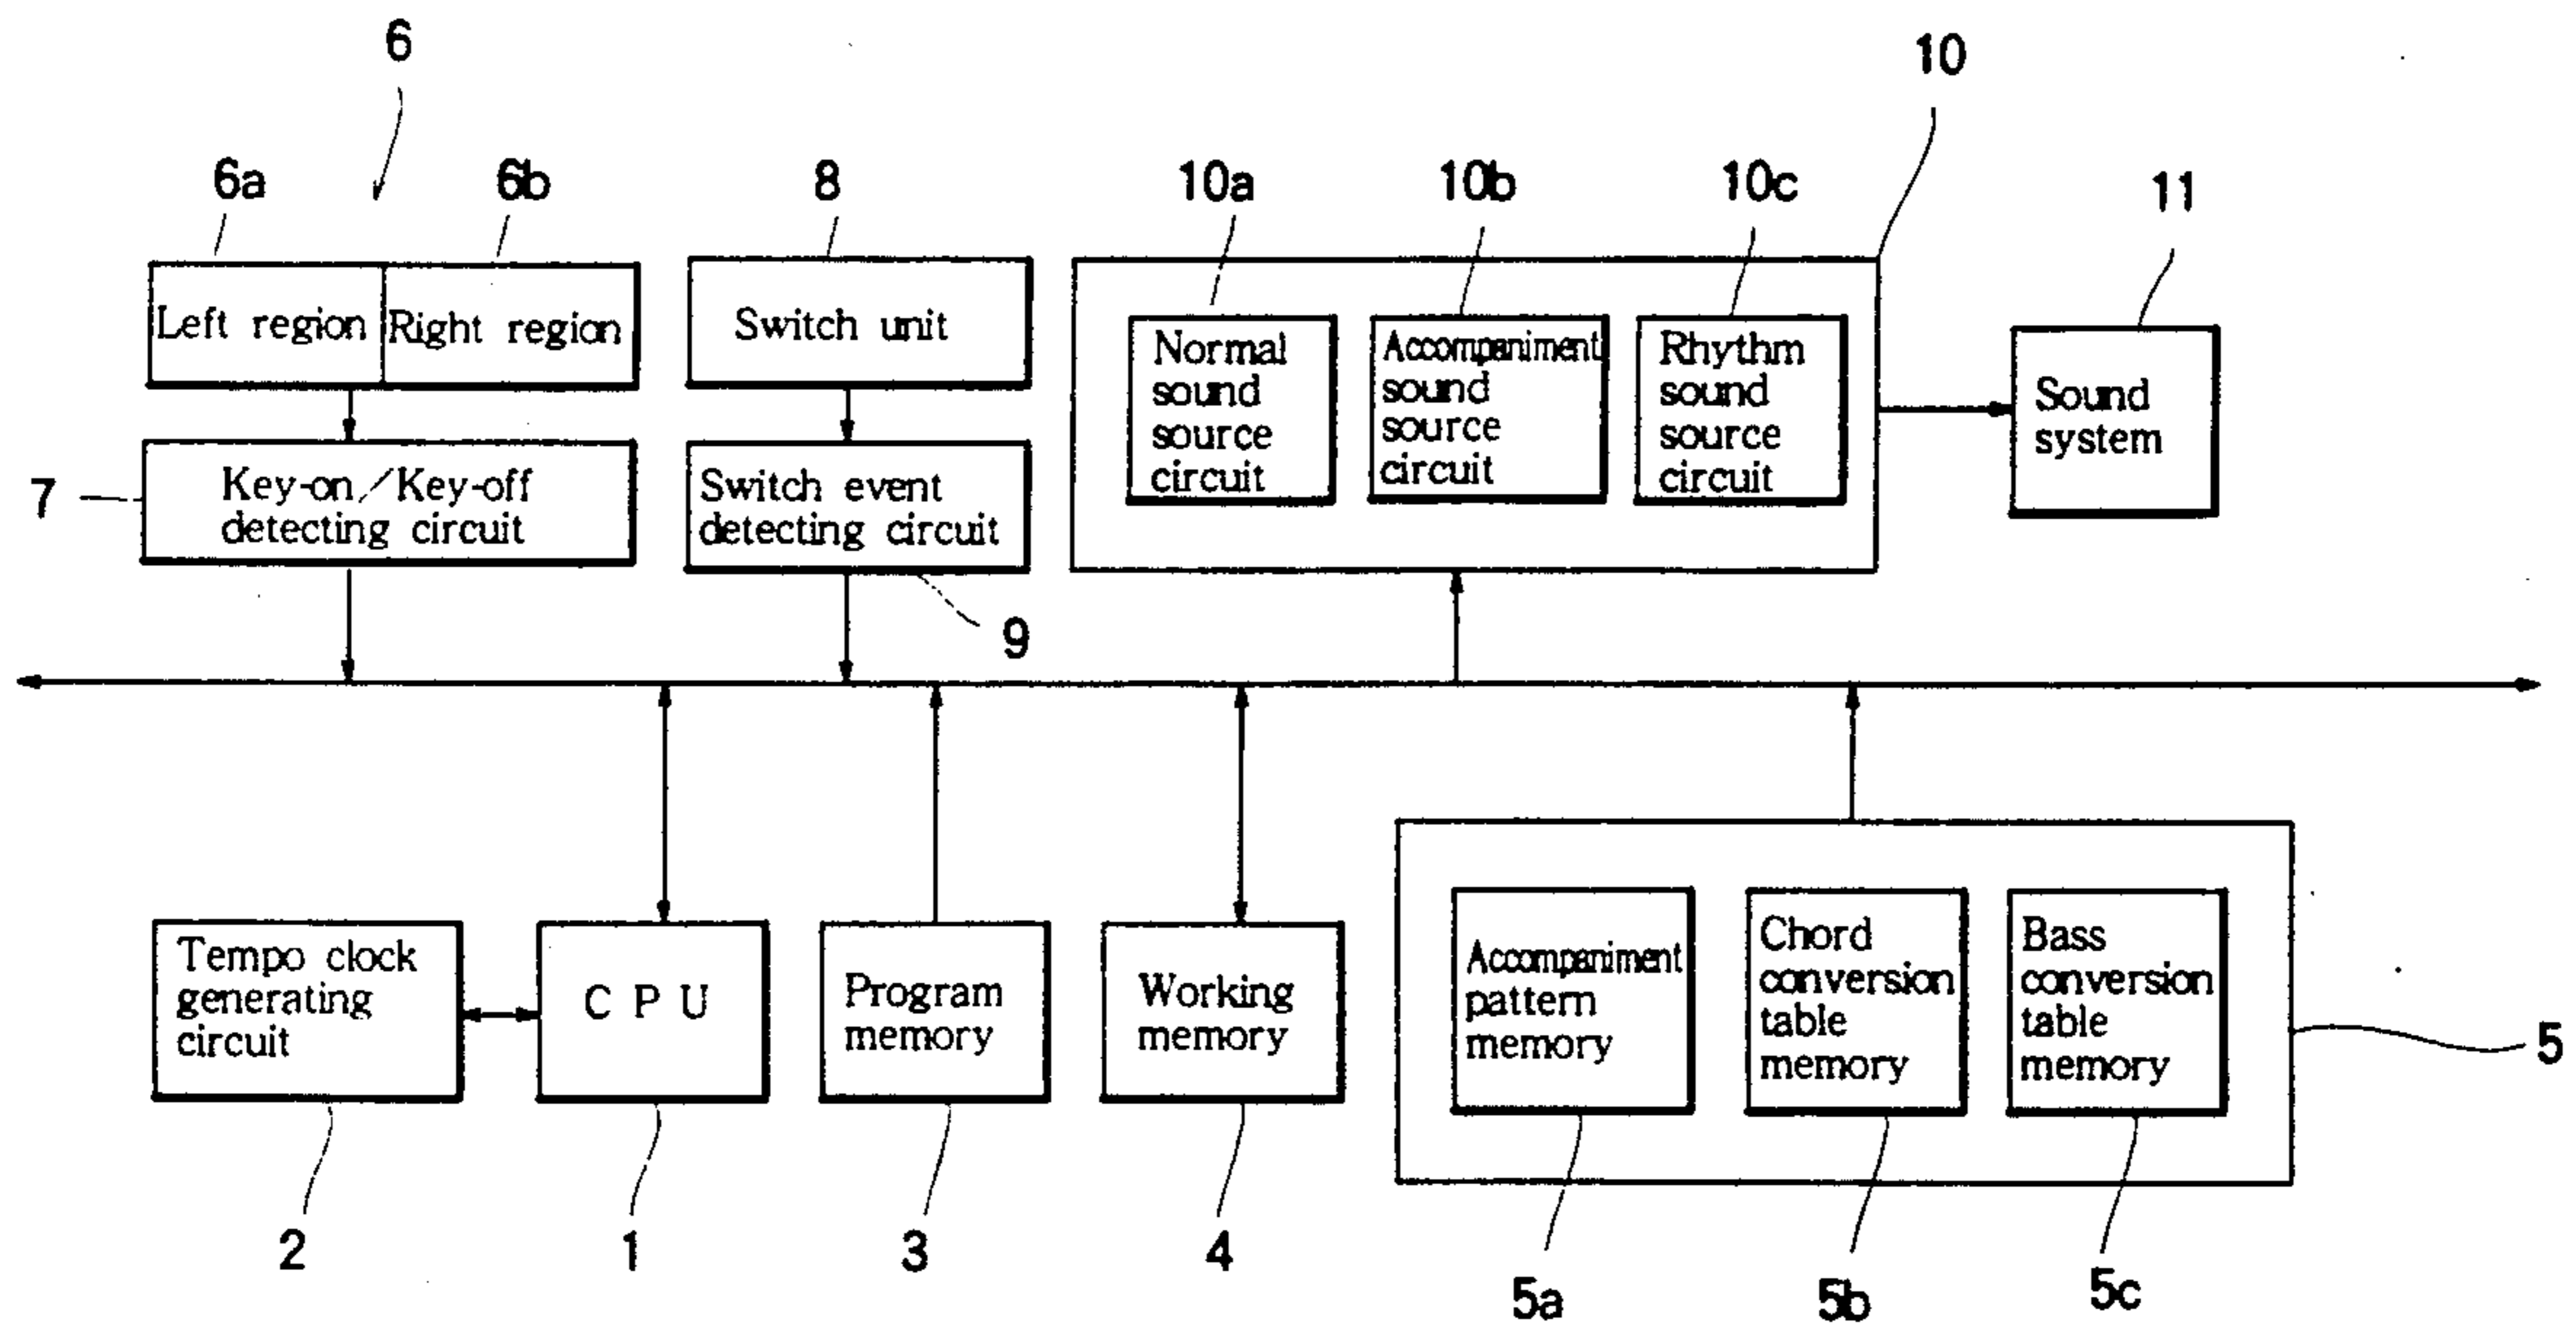 6
10
6a
6b
8
10a
10b
10c
11
Left region
Right region
Switch unit
Normal
sound
source
circuit
Accompaniment
sound
source
circuit
Rhythm
sound
source
circuit
Sound
system
7
Key-on/Key-off
detecting circuit
Switch event
detecting circuit
9
Tempo clock
generating
circuit
CPU
Program
memory
Working
memory
Accompaniment
pattern
memory
Chord
conversion
table
memory
Bass
conversion
table
memory
5
2
1
3
4
5a
5b
5c